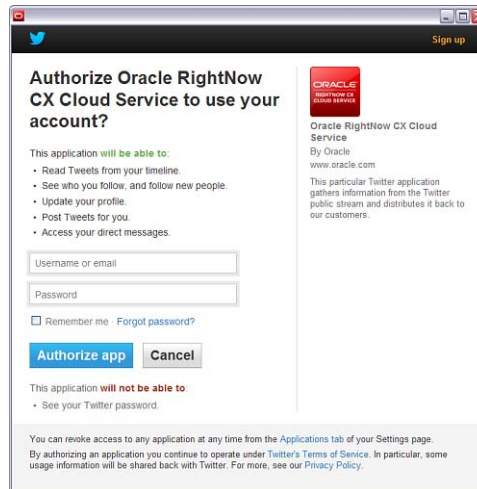 Sign up
Authorize Oracle RightNow
CX Cloud Service to use your
account?
This application will be able to:
· Read Tweets from your timeline.
· See who you follow, and follow new people.
· Update your profile.
· Post Tweets for you.
· Access your direct messages.
Username or email
Password
Remember me · Forgot password?
Authorize app
Cancel
This application will not be able to:
· See your Twitter password.
ORACLE
RIGHTNOW CX
CLOUD SERVICE
Oracle RightNow CX Cloud
Service
By Oracle
www.oracle.com
This particular Twitter application
gathers information from the Twitter
public stream and distributes it back to
our customers.
You can revoke access to any application at any time from the Applications tab of your Settings page.
By authorizing an application you continue to operate under Twitter's Terms of Service. In particular, some
usage information will be shared back with Twitter. For more, see our Privacy Policy.